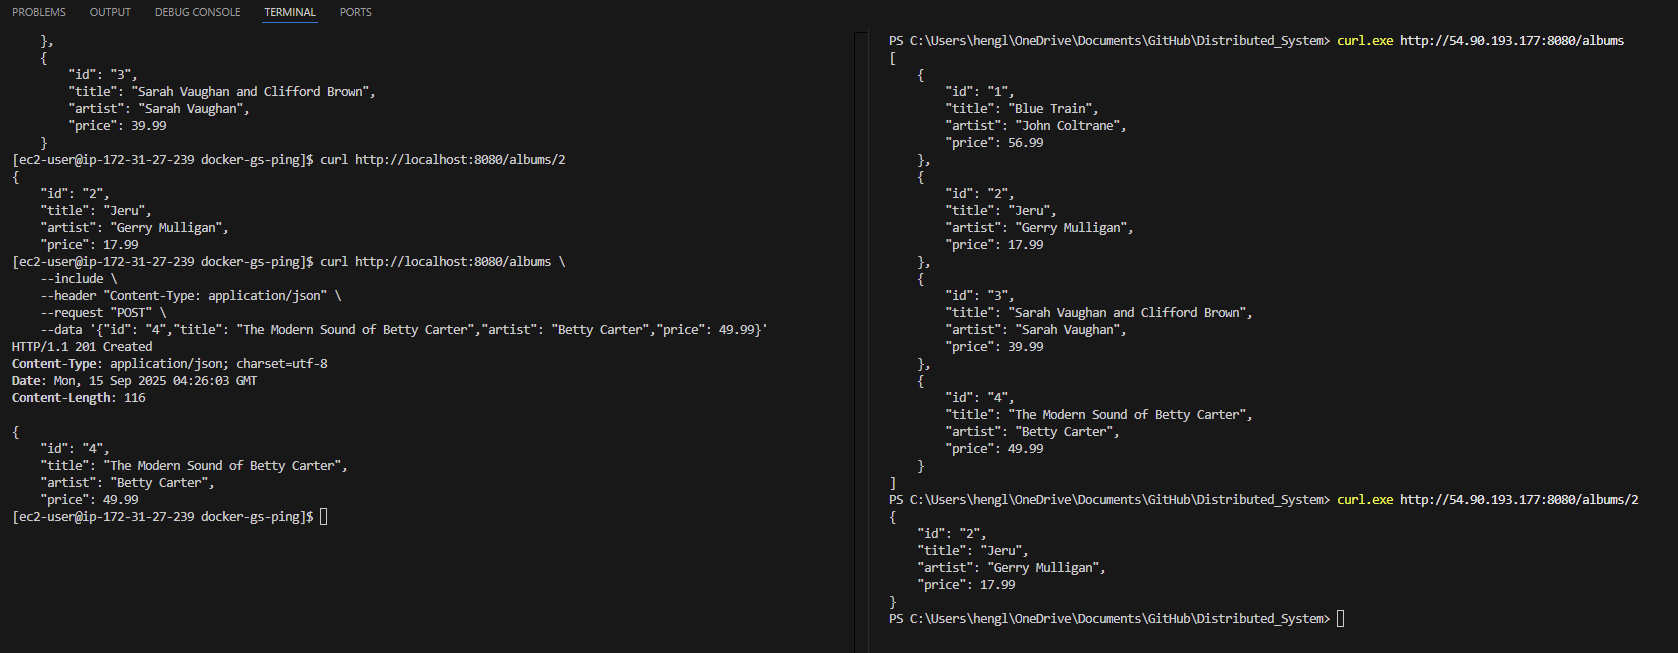 PROBLEMS OUTPUT DEBUG CONSOLE TERMINAL PORTS
    },
    {
        "id": "3",
        "title": "Sarah Vaughan and Clifford Brown",
        "artist": "Sarah Vaughan",
        "price": 39.99
    }
[ec2-user@ip-172-31-27-239 docker-gs-ping]$ curl http://localhost:8080/albums/2
{
    "id": "2",
    "title": "Jeru",
    "artist": "Gerry Mulligan",
    "price": 17.99
[ec2-user@ip-172-31-27-239 docker-gs-ping]$ curl http://localhost:8080/albums \
    --include \
    --header "Content-Type: application/json" \
    --request "POST" \
    --data '{"id": "4","title": "The Modern Sound of Betty Carter","artist": "Betty Carter","price": 49.99}'
HTTP/1.1 201 Created
Content-Type: application/json; charset=utf-8
Date: Mon, 15 Sep 2025 04:26:03 GMT
Content-Length: 116

{
    "id": "4",
    "title": "The Modern Sound of Betty Carter",
    "artist": "Betty Carter",
    "price": 49.99
[ec2-user@ip-172-31-27-239 docker-gs-ping]$
PS C:\Users\hengl\OneDrive\Documents\GitHub\Distributed_System> curl.exe http://54.90.193.177:8080/albums
[
    {
        "id": "1",
        "title": "Blue Train",
        "artist": "John Coltrane",
        "price": 56.99
    },
    {
        "id": "2",
        "title": "Jeru",
        "artist": "Gerry Mulligan",
        "price": 17.99
    },
    {
        "id": "3",
        "title": "Sarah Vaughan and Clifford Brown",
        "artist": "Sarah Vaughan",
        "price": 39.99
    },
    {
        "id": "4",
        "title": "The Modern Sound of Betty Carter",
        "artist": "Betty Carter",
        "price": 49.99
    }
]
PS C:\Users\hengl\OneDrive\Documents\GitHub\Distributed_System> curl.exe http://54.90.193.177:8080/albums/2
{
    "id": "2",
    "title": "Jeru",
    "artist": "Gerry Mulligan",
    "price": 17.99
}
PS C:\Users\hengl\OneDrive\Documents\GitHub\Distributed_System>